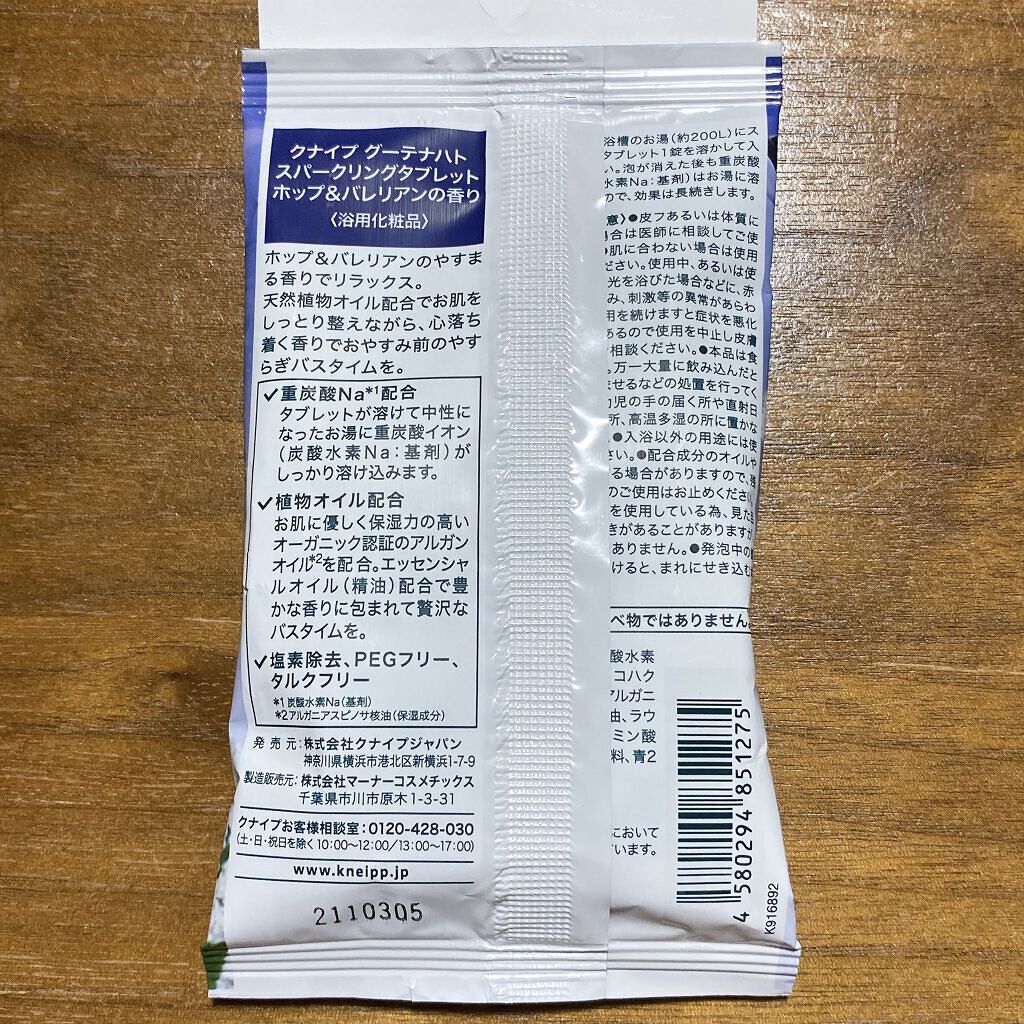 クナイプ グーテナハト
スパークリングタブレット
ホップ＆バレリアンの香り
〈浴用化粧品〉
ホップ＆バレリアンのやすま
る香りでリラックス。
天然植物オイル配合でお肌を
しっとり整えながら、心落ち
着く香りでおやすみ前のやす
らぎバスタイムを。
✓重炭酸Na*1配合
タブレットが溶けて中性に
なったお湯に重炭酸イオン
(炭酸水素Na：基剤)が
しっかり溶け込みます。
✓植物オイル配合
お肌に優しく保湿力の高い
オーガニック認証のアルガン
オイル*2を配合。エッセンシャ
ルオイル（精油）配合で豊
かな香りに包まれて贅沢な
バスタイムを。
✓塩素除去、PEGフリー、
タルクフリー
*1 炭酸水素Na(基剤)
*2アルガニアスピノサ核油(保湿成分)
発売元：株式会社クナイプジャパン
神奈川県横浜市港北区新横浜1-7-9
製造販売元：株式会社マーナーコスメチックス
千葉県市川市原木1-3-31
クナイプお客様相談室：0120-428-030
(土・日・祝日を除く 10:00～12:00／13:00～17:00)
www.kneipp.jp
2110305
浴槽のお湯(約200L)にス
タブレット1錠を溶かして入
い。泡が消えた後も重炭酸
水素Na：基剤)はお湯に溶
ので、効果は長続きします。
意〉●皮フあるいは体質に
場合は医師に相談してご使
●肌に合わない場合は使用
ださい。使用中、あるいは使
光を浴びた場合などに、赤
み、刺激等の異常があらわ
用を続けますと症状を悪化
あるので使用を中止し皮膚
相談ください。●本品は食
。万一大量に飲み込んだと
ませるなどの処置を行ってく
幼児の手の届く所や直射日
所、高温多湿の所に置かな
●入浴以外の用途には使
さい。●配合成分のオイルや
る場合がありますので、
のご使用はお止めくださ
を使用している為、見た
きがあることがあります
ありません。●発泡中の
けると、まれにせき込む
べ物ではありません
酸水素
コハク
アルガニ
油、ラウ
ミン酸
料、青2
において
います。
4 580294 851275
K916892